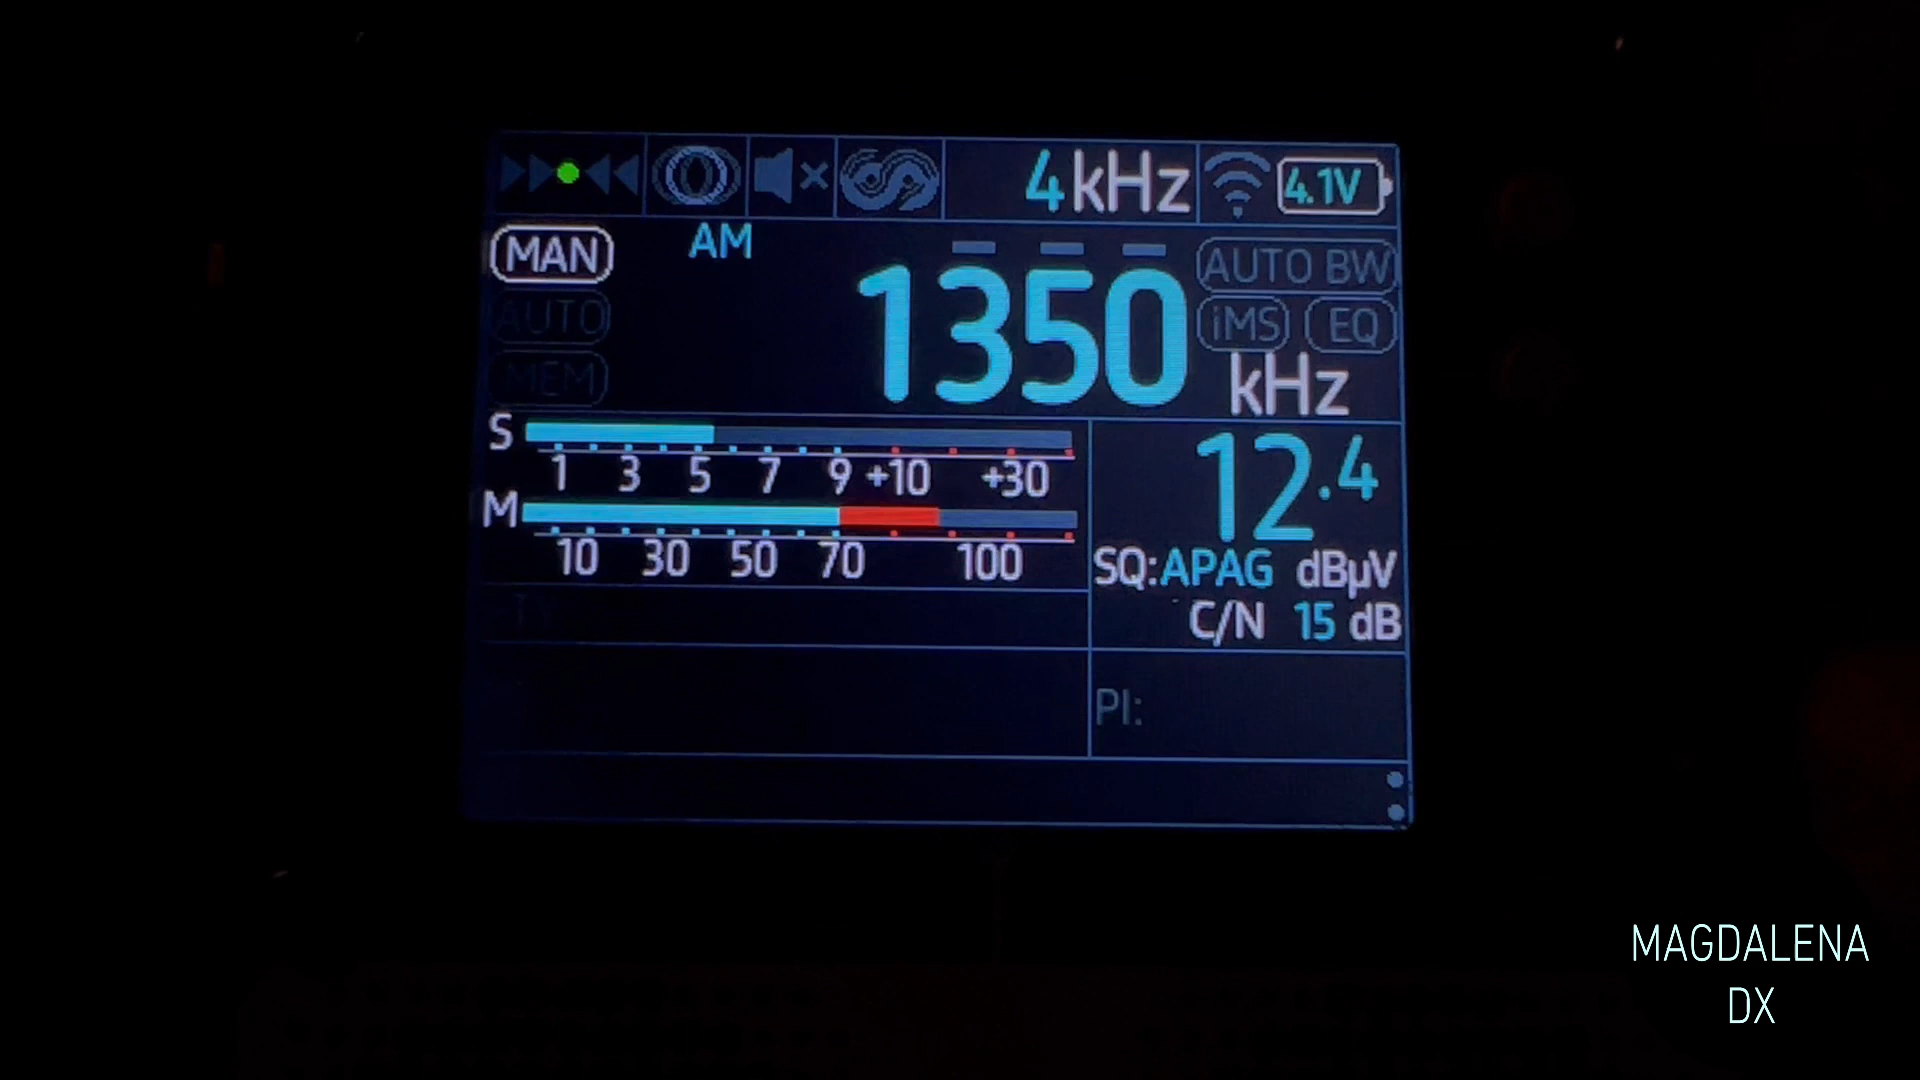 4kHz 4.1V
MAN AM AUTO BW
AUTO 1350 iMS EQ
MEM kHz
S
1 3 5 7 9 +10 +30
12.4
M
10 30 50 70 100
SQ:APAG dBµV
C/N 15 dB
PI:
MAGDALENA
DX